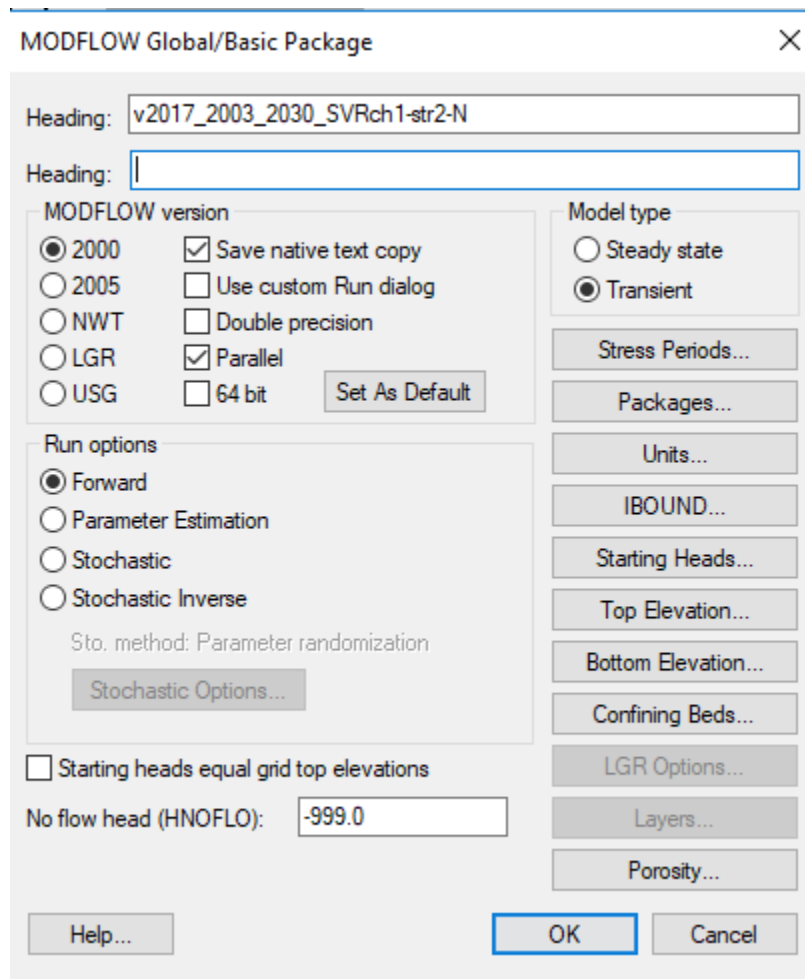 MODFLOW Global/Basic Package
Heading: v2017_2003_2030_SVRch1-str2-N
Heading:
MODFLOW version
2000 Save native text copy
2005 Use custom Run dialog
NWT Double precision
LGR Parallel
USG 64 bit Set As Default
Model type
Steady state
Transient
Run options
Forward
Parameter Estimation
Stochastic
Stochastic Inverse
Sto. method: Parameter randomization
Stochastic Options...
Starting heads equal grid top elevations
No flow head (HNOFLO): -999.0
Stress Periods...
Packages...
Units...
IBOUND...
Starting Heads...
Top Elevation...
Bottom Elevation...
Confining Beds...
LGR Options...
Layers...
Porosity...
Help... OK Cancel